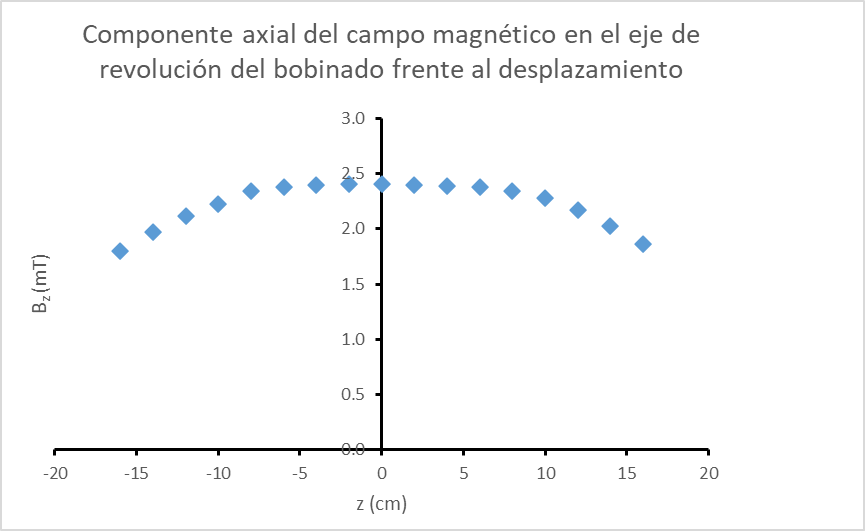 Componente axial del campo magnético en el eje de
revolución del bobinado frente al desplazamiento
3.0
2.5
2.0
1.5
1.0
0.5
0.0
Bz (mT)
-20 -15 -10 -5 0 5 10 15 20
z (cm)